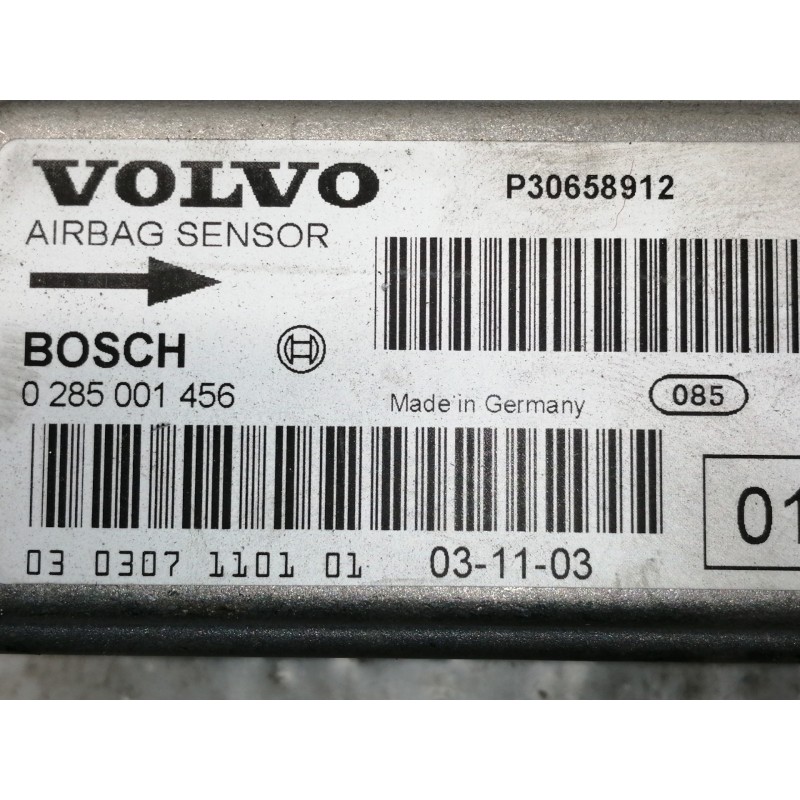 VOLVO
P30658912
AIRBAG SENSOR
BOSCH
0 285 001 456
Made in Germany
085
01
03 0307 1101 01
03-11-03